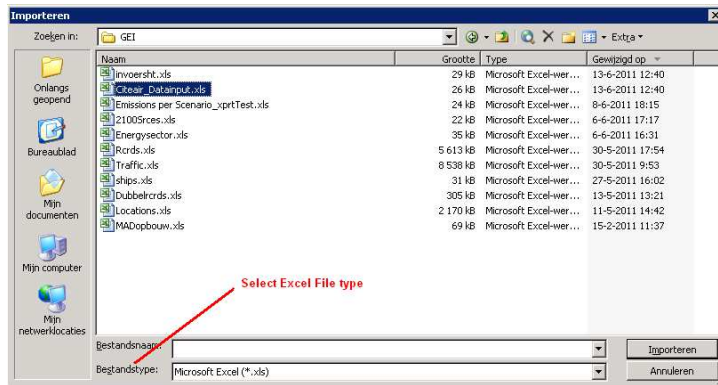 Importeren
Zoeken in:
GEI
Extra
Naam
Grootte
Type
Gewijzigd op
invoersht.xls 29 kB Microsoft Excel-wer... 13-6-2011 12:40
Citeair_Datainput.xls 26 kB Microsoft Excel-wer... 13-6-2011 12:40
Emissions per Scenario_xprtTest.xls 24 kB Microsoft Excel-wer... 8-6-2011 18:15
2100Srces.xls 22 kB Microsoft Excel-wer... 6-6-2011 17:17
Energysector.xls 35 kB Microsoft Excel-wer... 6-6-2011 16:31
Rcrds.xls 5 613 kB Microsoft Excel-wer... 30-5-2011 17:54
Traffic.xls 8 538 kB Microsoft Excel-wer... 30-5-2011 9:53
ships.xls 31 kB Microsoft Excel-wer... 27-5-2011 16:02
Dubbelrcrds.xls 305 kB Microsoft Excel-wer... 13-5-2011 13:21
Locations.xls 2 170 kB Microsoft Excel-wer... 11-5-2011 14:42
MADopbouw.xls 69 kB Microsoft Excel-wer... 15-2-2011 11:37
Onlangs
geopend
Bureaublad
Mijn
documenten
Mijn computer
Mijn
netwerklocaties
Select Excel File type
Bestandsnaam:
Importeren
Bestandstype:
Microsoft Excel (*.xls)
Annuleren